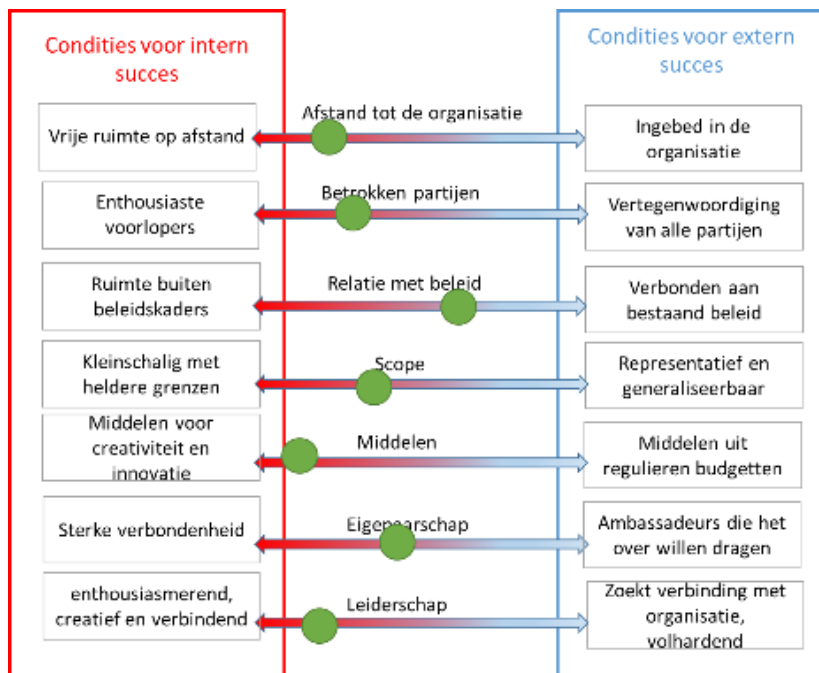 Condities voor intern
succes
Condities voor extern
succes
Vrije ruimte op afstand
Afstand tot de organisatie
Ingebed in de
organisatie
Enthousiaste
voorlopers
Betrokken partijen
Vertegenwoordiging
van alle partijen
Ruimte buiten
beleidskaders
Relatie met beleid
Verbonden aan
bestaand beleid
Kleinschalig met
heldere grenzen
Scope
Representatief en
generaliseerbaar
Middelen voor
creativiteit en
innovatie
Middelen
Middelen uit
regulieren budgetten
Sterke verbondenheid
Eigenaarschap
Ambassadeurs die het
over willen dragen
enthousiasmerend,
creatief en verbindend
Leiderschap
Zoekt verbinding met
organisatie,
volhardend